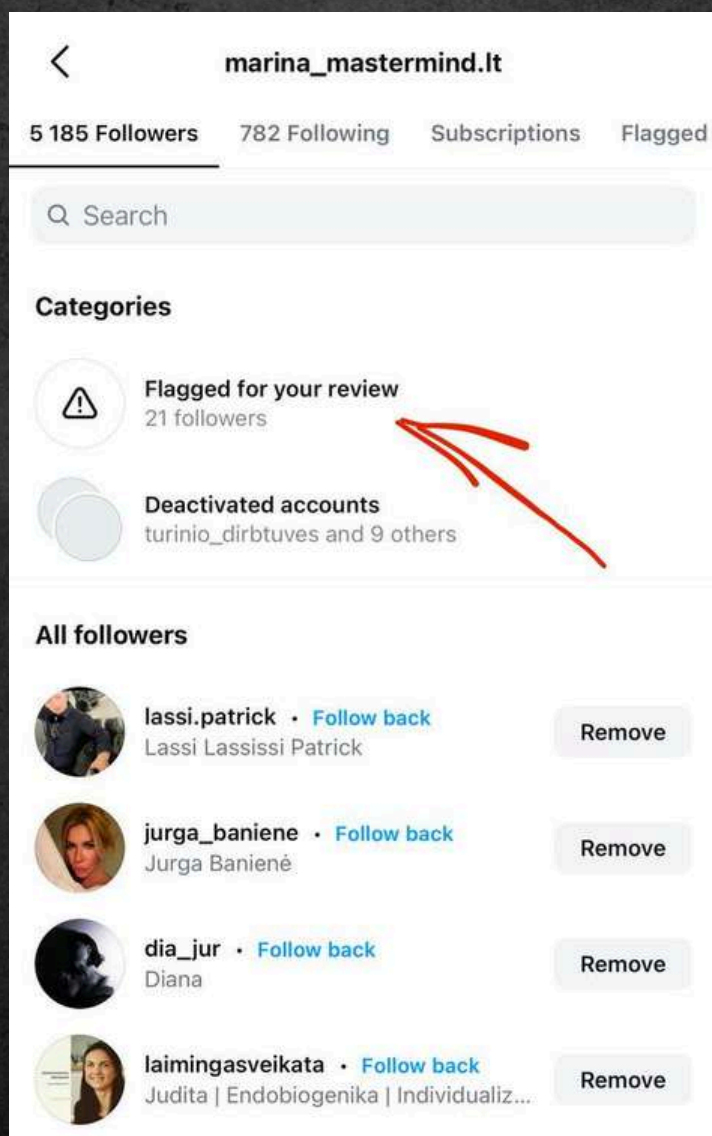 marina_mastermind.lt
5 185 Followers 782 Following Subscriptions Flagged
Search
Categories
Flagged for your review
21 followers
Deactivated accounts
turinio_dirbtuves and 9 others
All followers
lassi.patrick • Follow back
Lassi Lassissi Patrick
Remove
jurga_baniene • Follow back
Jurga Banienė
Remove
dia_jur • Follow back
Diana
Remove
laimingasveikata • Follow back
Judita | Endobiogenika | Individualiz...
Remove